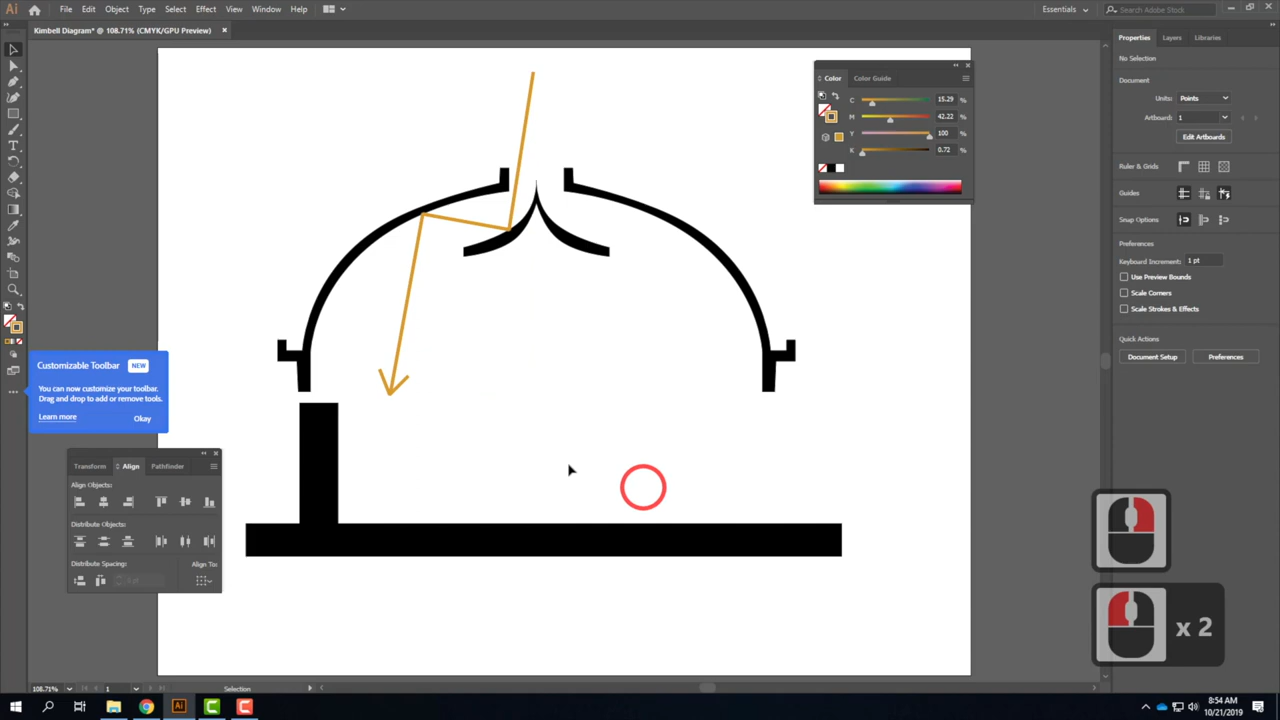 Ai File Edit Object Type Select Effect View Window Help Essentials Search Adobe Stock
Kimbell Diagram* @ 108.71% (CMYK/GPU Preview)
Properties Layers Libraries
No Selection
Document
Units: Points
Artboard: 1
Edit Artboards
Ruler & Grids
Guides
Snap Options
Preferences
Keyboard Increment: 1 pt
Use Preview Bounds
Scale Corners
Scale Strokes & Effects
Quick Actions
Document Setup Preferences
Color Color Guide
C 15.29 %
M 42.22 %
Y 100 %
K 0.72 %
Customizable Toolbar NEW
You can now customize your toolbar.
Drag and drop to add or remove tools.
Learn more Okay
Transform Align Pathfinder
Align Objects:
Distribute Objects:
Distribute Spacing: Align To:
1 pt
x 2
108.71% 1 Selection
Ai
8:54 AM
10/21/2019